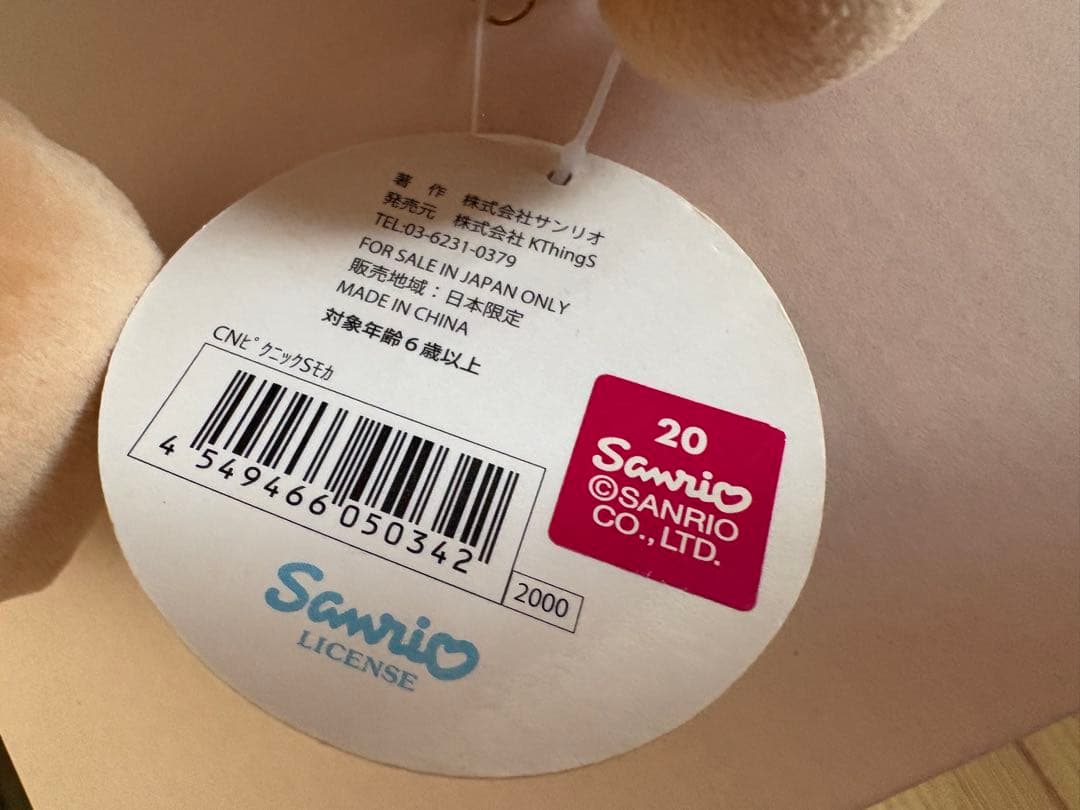 著　作　株式会社サンリオ
発売元　株式会社 KThingS
TEL:03-6231-0379
FOR SALE IN JAPAN ONLY
販売地域：日本限定
MADE IN CHINA
対象年齢６歳以上
CNﾋﾟｸﾆｯｸSﾓｶ
4 549466 050342
2000
20
Sanrio
©SANRIO
CO.,LTD.
Sanrio
LICENSE